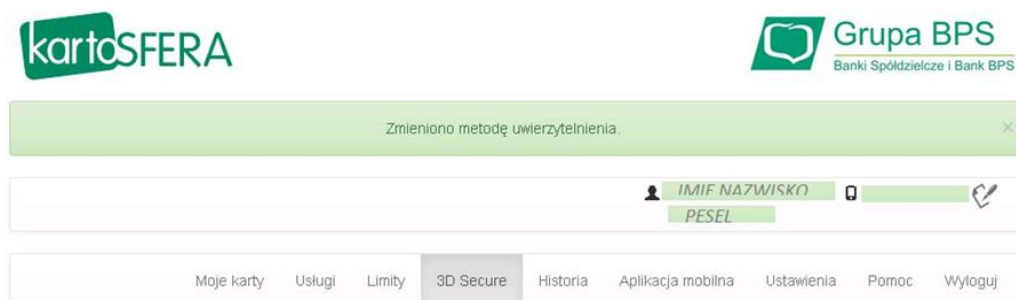 kartoSFERA
Grupa BPS
Banki Spółdzielcze i Bank BPS
Zmieniono metodę uwierzytelnienia. ×
IMIE NAZWISKO
PESEL
Moje karty Usługi Limity 3D Secure Historia Aplikacja mobilna Ustawienia Pomoc Wyloguj